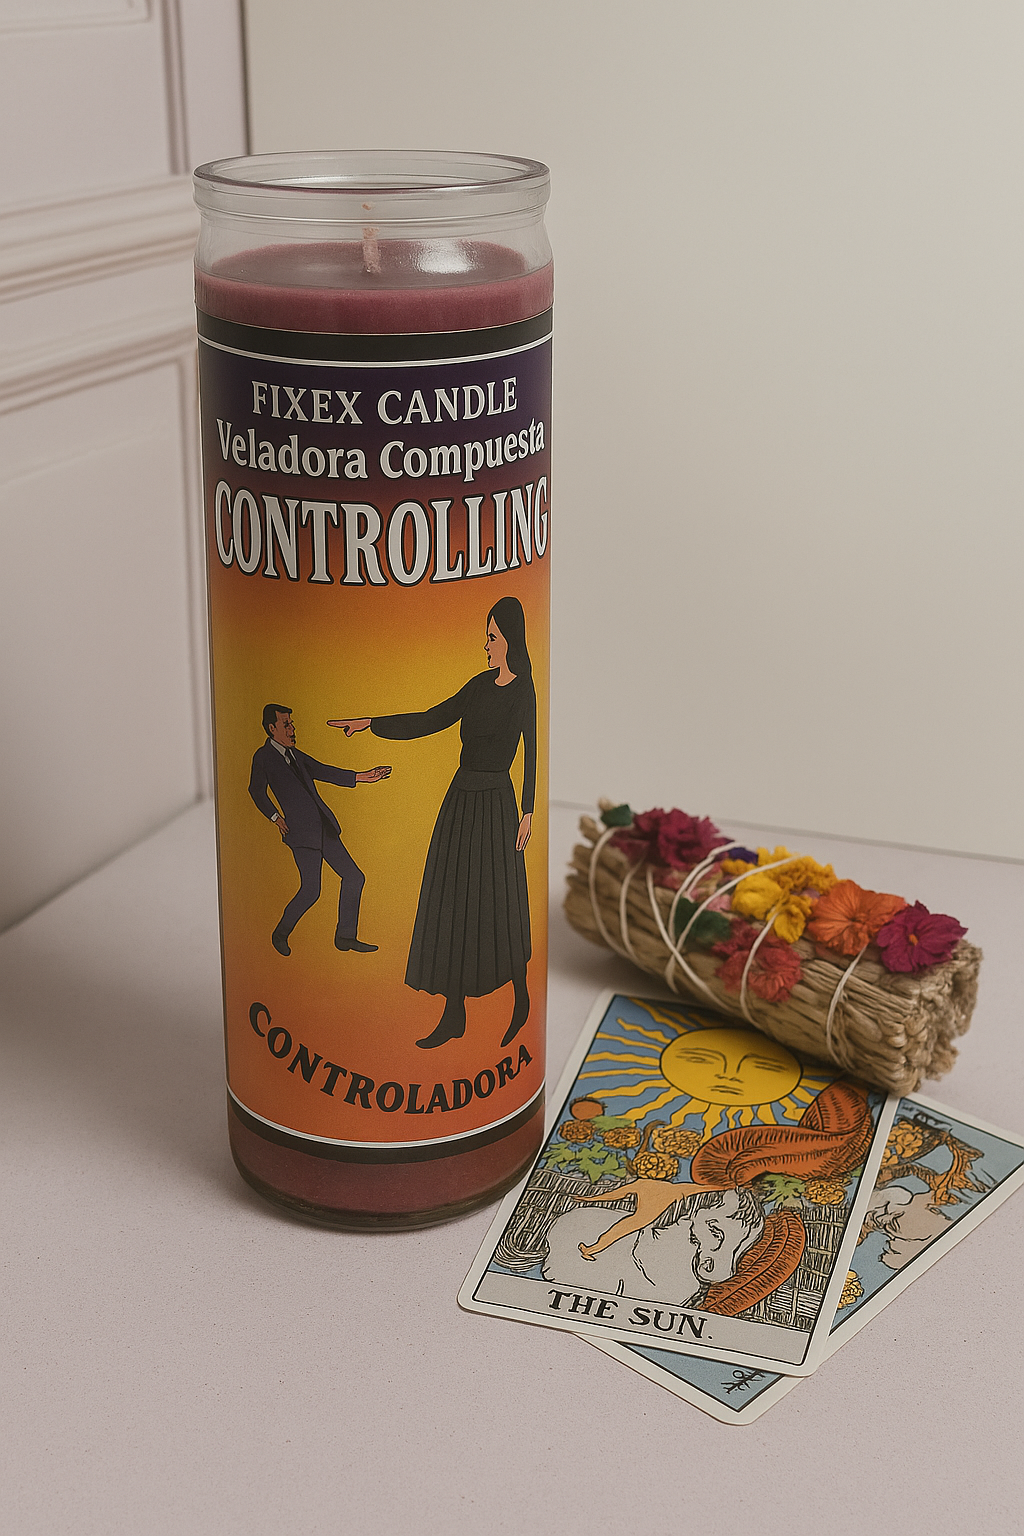 FIXEX CANDLE
Veladora Compuesta
CONTROLLING
CONTROLADORA
THE SUN.